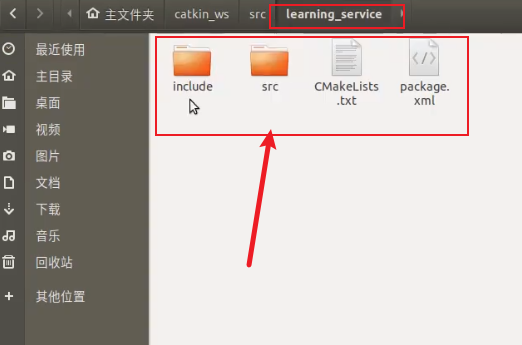 主文件夹 catkin_ws src learning_service
最近使用
主目录
桌面
视频
图片
文档
下载
音乐
回收站
其他位置
include
src
CMakeLists
.txt
package.
xml